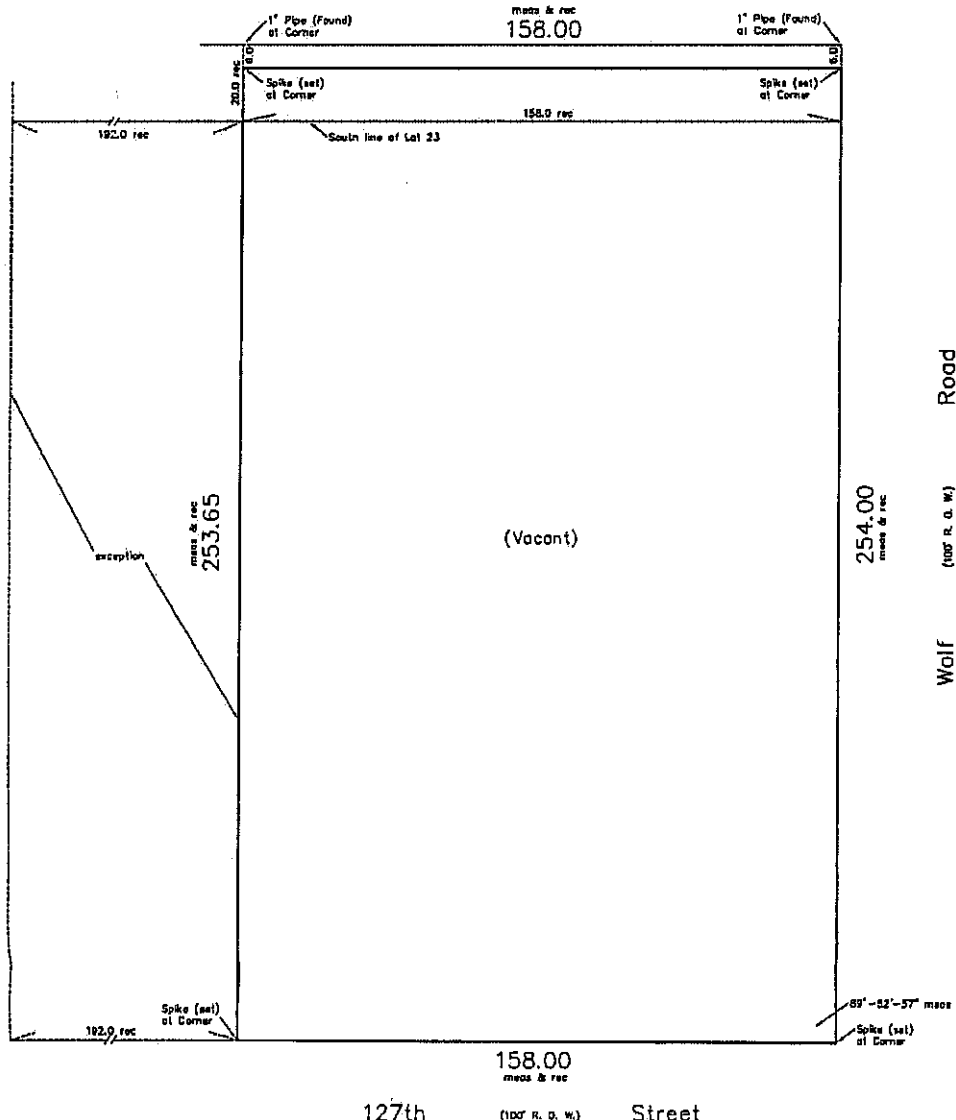 meas & rec
158.00
1" Pipe (Found)
at Corner
1" Pipe (Found)
at Corner
6.0
6.0
20.0 rec
Spike (set)
at Corner
Spike (set)
at Corner
192.0 rec
158.0 rec
South line of Lot 23
Road
meas & rec
253.65
(Vacant)
254.00
meas & rec
(100' R. O. W.)
exception
Wolf
Spike (set)
at Corner
192.0 rec
89°-52'-57" meas
Spike (set)
at Corner
158.00
meas & rec
127th (100' R. O. W.) Street